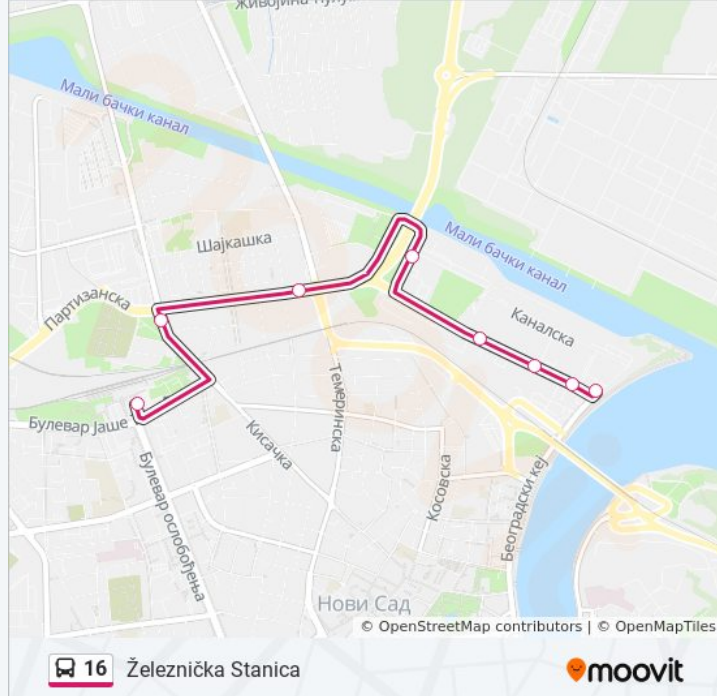 Мали бачки канал
Шајкашка
Мали бачки канал
Партизанска
Каналска
Булевар Јаше
Темеринска
Кисачка
Булевар ослобођења
Косовска
Београдски кеј
Нови Сад
© OpenStreetMap contributors | © OpenMapTiles
16 Železnička Stanica
moovit